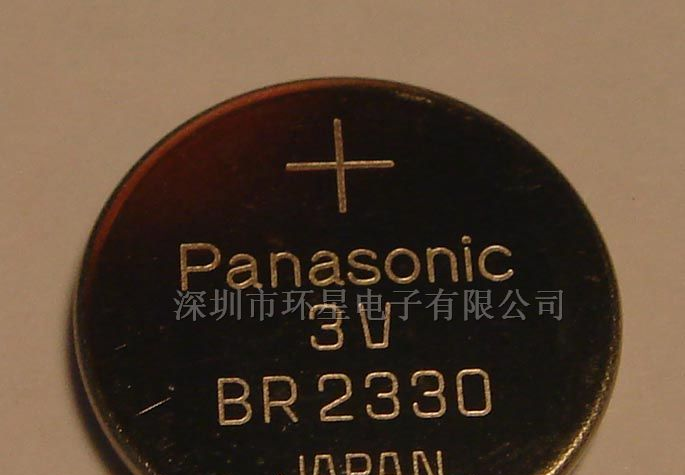 +
Panasonic
深圳市环星电子有限公司
3V
BR2330
JAPAN